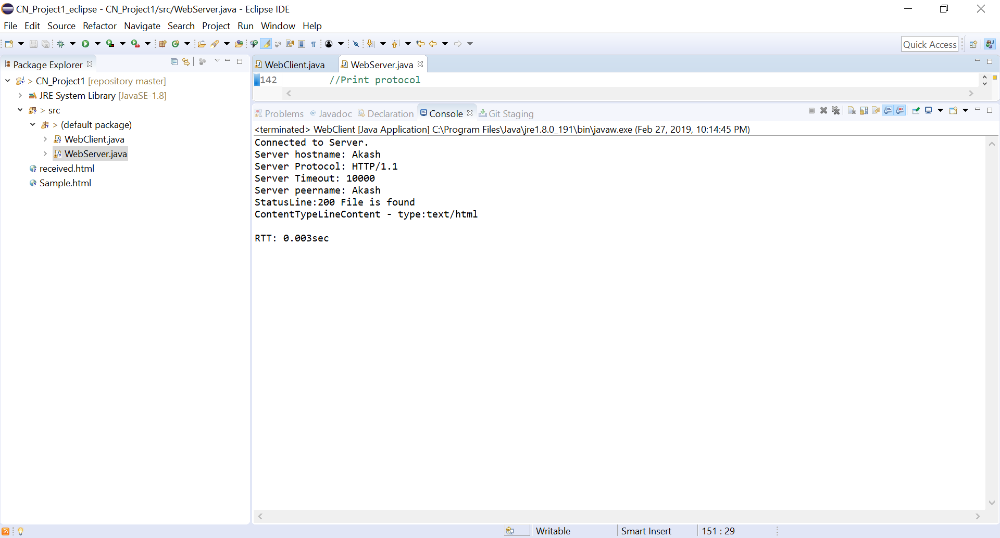 CN_Project1_eclipse - CN_Project1/src/WebServer.java - Eclipse IDE
File Edit Source Refactor Navigate Search Project Run Window Help
Quick Access
Package Explorer
> CN_Project1 [repository master]
JRE System Library [JavaSE-1.8]
> src
> (default package)
WebClient.java
WebServer.java
received.html
Sample.html
WebClient.java WebServer.java
142 //Print protocol
Problems @ Javadoc Declaration Console Git Staging
<terminated> WebClient [Java Application] C:\Program Files\Java\jre1.8.0_191\bin\javaw.exe (Feb 27, 2019, 10:14:45 PM)
Connected to Server.
Server hostname: Akash
Server Protocol: HTTP/1.1
Server Timeout: 10000
Server peername: Akash
StatusLine:200 File is found
ContentTypeLineContent - type:text/html
RTT: 0.003sec
Writable Smart Insert 151 : 29